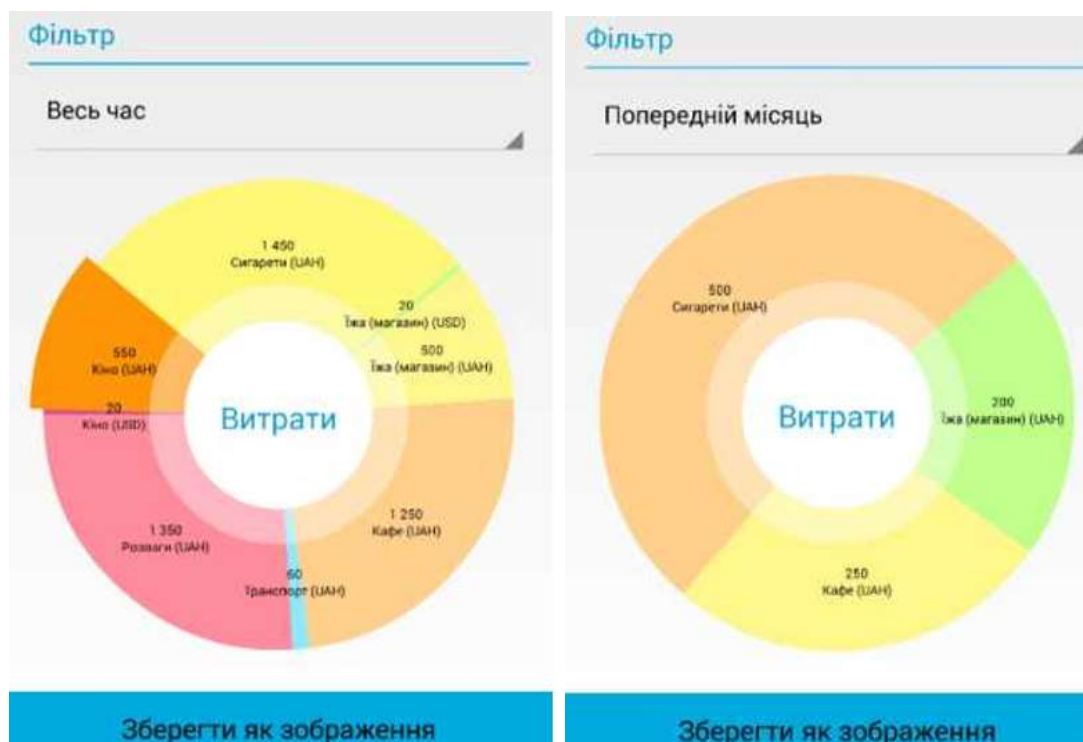 Фільтр
Весь час
1 450
Сигарети (UAH)
20
Їжа (магазин) (USD)
500
Їжа (магазин) (UAH)
550
Кіно (UAH)
20
Кіно (USD)
Витрати
1 250
Кафе (UAH)
1 350
Розваги (UAH)
60
Транспорт (UAH)
Зберегти як зображення
Фільтр
Попередній місяць
500
Сигарети (UAH)
200
Їжа (магазин) (UAH)
Витрати
250
Кафе (UAH)
Зберегти як зображення